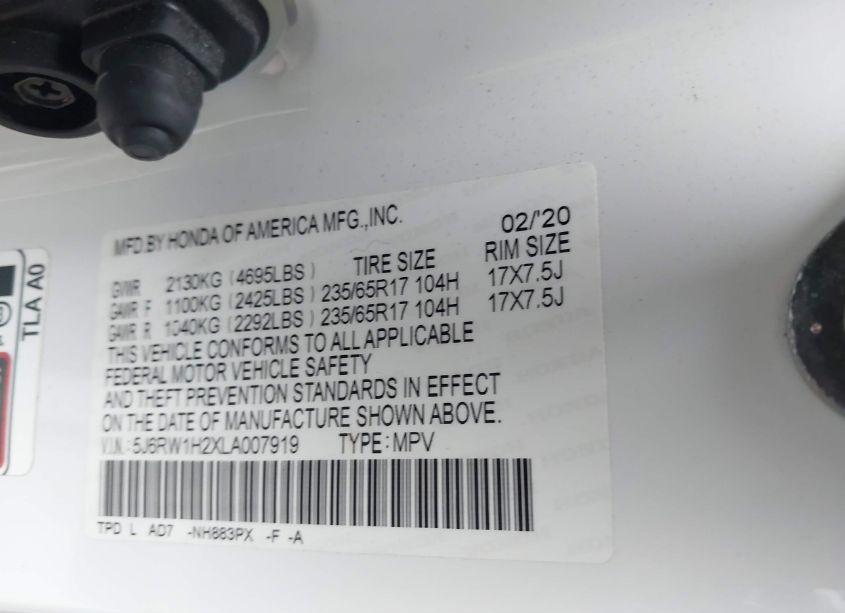 MFD.BY HONDA OF AMERICA MFG.,INC. 02/'20
TIRE SIZE RIM SIZE
GVWR 2130KG (4695LBS)
GAWR F 1100KG (2425LBS) 235/65R17 104H 17X7.5J
GAWR R 1040KG (2292LBS) 235/65R17 104H 17X7.5J
THIS VEHICLE CONFORMS TO ALL APPLICABLE
FEDERAL MOTOR VEHICLE SAFETY
AND THEFT PREVENTION STANDARDS IN EFFECT
ON THE DATE OF MANUFACTURE SHOWN ABOVE.
V.I.N.:5J6RW1H2XLA007919 TYPE:MPV
TPD L AD7 -NH883PX -F -A
TLA A0